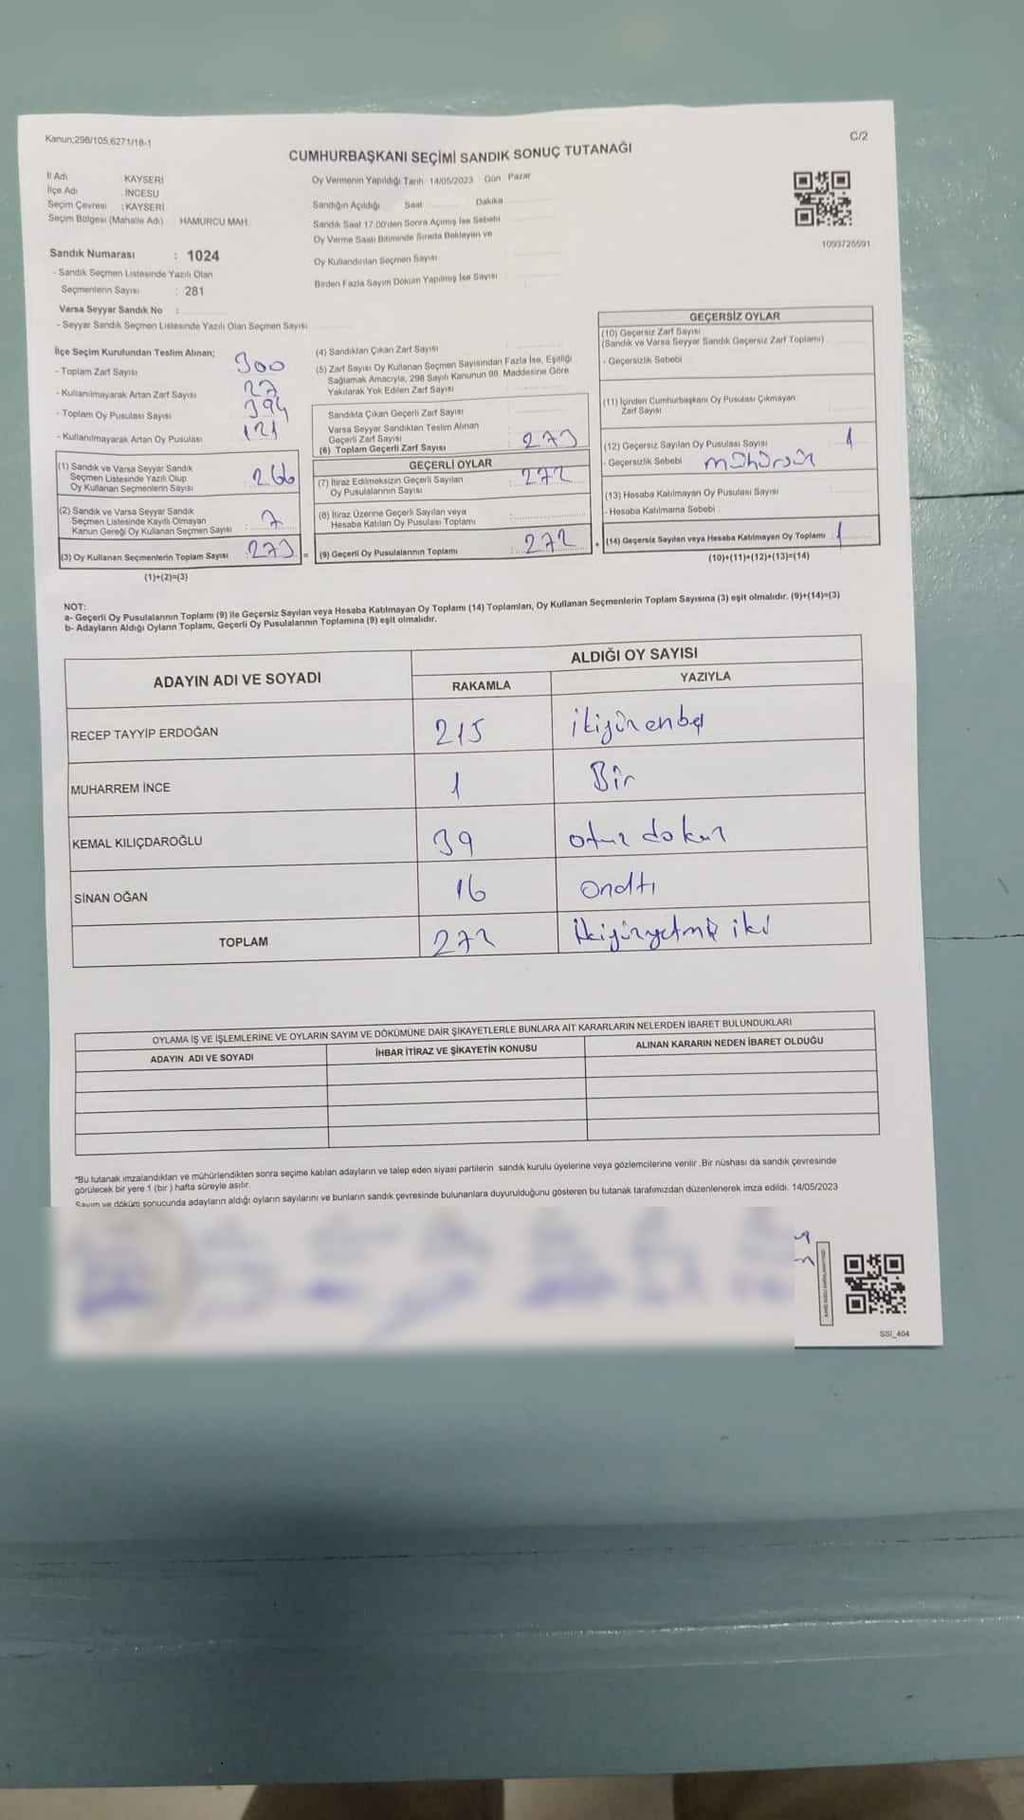 Kanun;298/105,6271/18-1
C/2
CUMHURBAŞKANI SEÇİMİ SANDIK SONUÇ TUTANAĞI
İl Adı KAYSERİ
İlçe Adı İNCESU
Seçim Çevresi : KAYSERİ
Seçim Bölgesi (Mahalle Adı) HAMURCU MAH.
Oy Vermenin Yapıldığı Tarih 14/05/2023 Gün Pazar
Sandığın Açıldığı Saat Dakika
Sandık Saat 17:00'den Sonra Açılmış İse Sebebi
Oy Verme Saati Bitiminde Sırada Bekleyen ve
Oy Kullandırılan Seçmen Sayısı
Birden Fazla Sayım Döküm Yapılmış İse Sayısı
1093726591
Sandık Numarası : 1024
- Sandık Seçmen Listesinde Yazılı Olan
Seçmenlerin Sayısı : 281
Varsa Seyyar Sandık No :
- Seyyar Sandık Seçmen Listesinde Yazılı Olan Seçmen Sayısı
İlçe Seçim Kurulundan Teslim Alınan;
- Toplam Zarf Sayısı 300
- Kullanılmayarak Artan Zarf Sayısı 27
- Toplam Oy Pusulası Sayısı 394
- Kullanılmayarak Artan Oy Pusulası 121
(1) Sandık ve Varsa Seyyar Sandık
Seçmen Listesinde Yazılı Olup
Oy Kullanan Seçmenlerin Sayısı 266
(2) Sandık ve Varsa Seyyar Sandık
Seçmen Listesinde Kayıtlı Olmayan
Kanun Gereği Oy Kullanan Seçmen Sayısı 7
(3) Oy Kullanan Seçmenlerin Toplam Sayısı : 273 =
(1)+(2)=(3)
(4) Sandıktan Çıkan Zarf Sayısı
(5) Zarf Sayısı Oy Kullanan Seçmen Sayısından Fazla İse, Eşitliği
Sağlamak Amacıyla, 298 Sayılı Kanunun 98. Maddesine Göre
Yakılarak Yok Edilen Zarf Sayısı
Sandıkta Çıkan Geçerli Zarf Sayısı
Varsa Seyyar Sandıktan Teslim Alınan
Geçerli Zarf Sayısı
(6) Toplam Geçerli Zarf Sayısı 273
GEÇERLİ OYLAR
(7) İtiraz Edilmeksizin Geçerli Sayılan
Oy Pusulalarının Sayısı 272
(8) İtiraz Üzerine Geçerli Sayılan veya
Hesaba Katılan Oy Pusulası Toplamı
(9) Geçerli Oy Pusulalarının Toplamı 272 +
GEÇERSİZ OYLAR
(10) Geçersiz Zarf Sayısı
(Sandık ve Varsa Seyyar Sandık Geçersiz Zarf Toplamı)
- Geçersizlik Sebebi
(11) İçinden Cumhurbaşkanı Oy Pusulası Çıkmayan
Zarf Sayısı
(12) Geçersiz Sayılan Oy Pusulası Sayısı 1
- Geçersizlik Sebebi mühürsüz
(13) Hesaba Katılmayan Oy Pusulası Sayısı
- Hesaba Katılmama Sebebi
(14) Geçersiz Sayılan veya Hesaba Katılmayan Oy Toplamı 1
(10)+(11)+(12)+(13)=(14)
NOT:
a- Geçerli Oy Pusulalarının Toplamı (9) ile Geçersiz Sayılan veya Hesaba Katılmayan Oy Toplamı (14) Toplamları, Oy Kullanan Seçmenlerin Toplam Sayısına (3) eşit olmalıdır. (9)+(14)=(3)
b- Adayların Aldığı Oyların Toplamı, Geçerli Oy Pusulalarının Toplamına (9) eşit olmalıdır.
ADAYIN ADI VE SOYADI
ALDIĞI OY SAYISI
RAKAMLA YAZIYLA
RECEP TAYYİP ERDOĞAN 215 ikiyüzonbeş
MUHARREM İNCE 1 Bir
KEMAL KILIÇDAROĞLU 39 otuz dokuz
SİNAN OĞAN 16 onaltı
TOPLAM 272 ikiyüzyetmiş iki
OYLAMA İŞ VE İŞLEMLERİNE VE OYLARIN SAYIM VE DÖKÜMÜNE DAİR ŞİKAYETLERLE BUNLARA AİT KARARLARIN NELERDEN İBARET BULUNDUKLARI
ADAYIN ADI VE SOYADI İHBAR İTİRAZ VE ŞİKAYETİN KONUSU ALINAN KARARIN NEDEN İBARET OLDUĞU
*Bu tutanak imzalandıktan ve mühürlendikten sonra seçime katılan adayların ve talep eden siyasi partilerin sandık kurulu üyelerine veya gözlemcilerine verilir. Bir nüshası da sandık çevresinde
görülecek bir yere 1 (bir) hafta süreyle asılır.
Sayım ve döküm sonucunda adayların aldığı oyların sayılarını ve bunların sandık çevresinde bulunanlara duyurulduğunu gösteren bu tutanak tarafımızdan düzenlenerek imza edildi. 14/05/2023
SSI_404